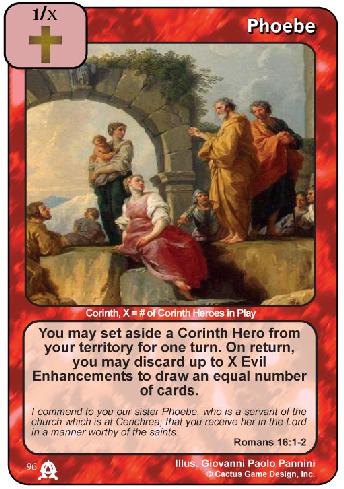 1/X
Phoebe
Corinth, X = # of Corinth Heroes in Play
You may set aside a Corinth Hero from
your territory for one turn. On return,
you may discard up to X Evil
Enhancements to draw an equal number
of cards.
I commend to you our sister Phoebe, who is a servant of the
church which is at Cenchrea; that you receive her in the Lord
in a manner worthy of the saints.
Romans 16:1-2
96
Illus. Giovanni Paolo Pannini
© Cactus Game Design, Inc.